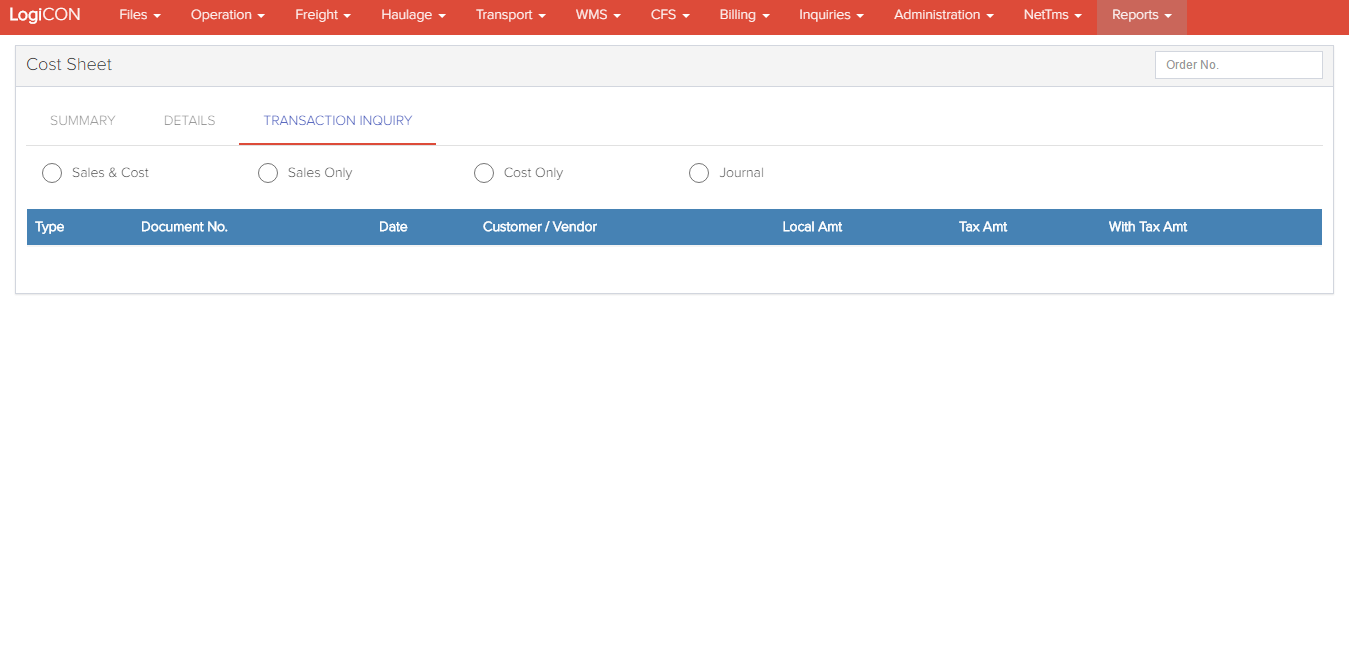 LogiCON Files Operation Freight Haulage Transport WMS CFS Billing Inquiries Administration NetTms Reports
Cost Sheet Order No.
SUMMARY DETAILS TRANSACTION INQUIRY
Sales & Cost Sales Only Cost Only Journal
Type Document No. Date Customer / Vendor Local Amt Tax Amt With Tax Amt